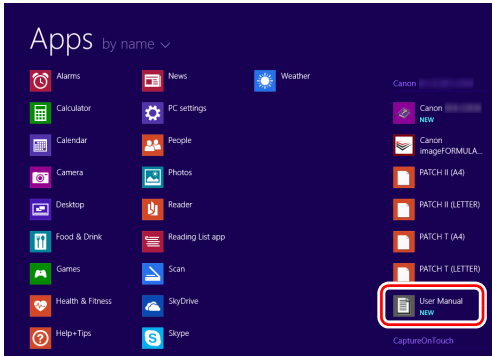 Apps by name
Alarms
Calculator
Calendar
Camera
Desktop
Food & Drink
Games
Health & Fitness
Help+Tips
News
PC settings
People
Photos
Reader
Reading List app
Scan
SkyDrive
Skype
Weather
Canon
Canon
NEW
Canon
imageFORMULA...
PATCH II (A4)
PATCH II (LETTER)
PATCH T (A4)
PATCH T (LETTER)
User Manual
NEW
CaptureOnTouch